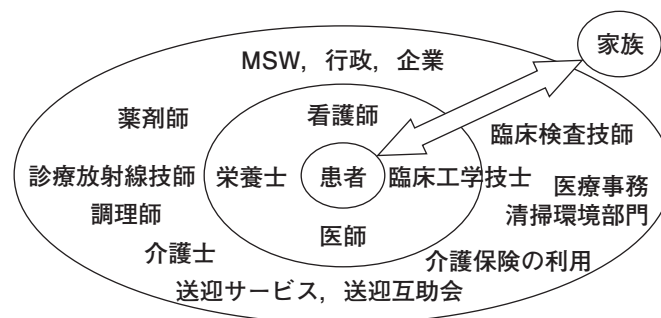 家族
MSW，行政，企業
薬剤師
看護師
臨床検査技師
診療放射線技師
栄養士
患者
臨床工学技士
医療事務
調理師
清掃環境部門
医師
介護士
介護保険の利用
送迎サービス，送迎互助会